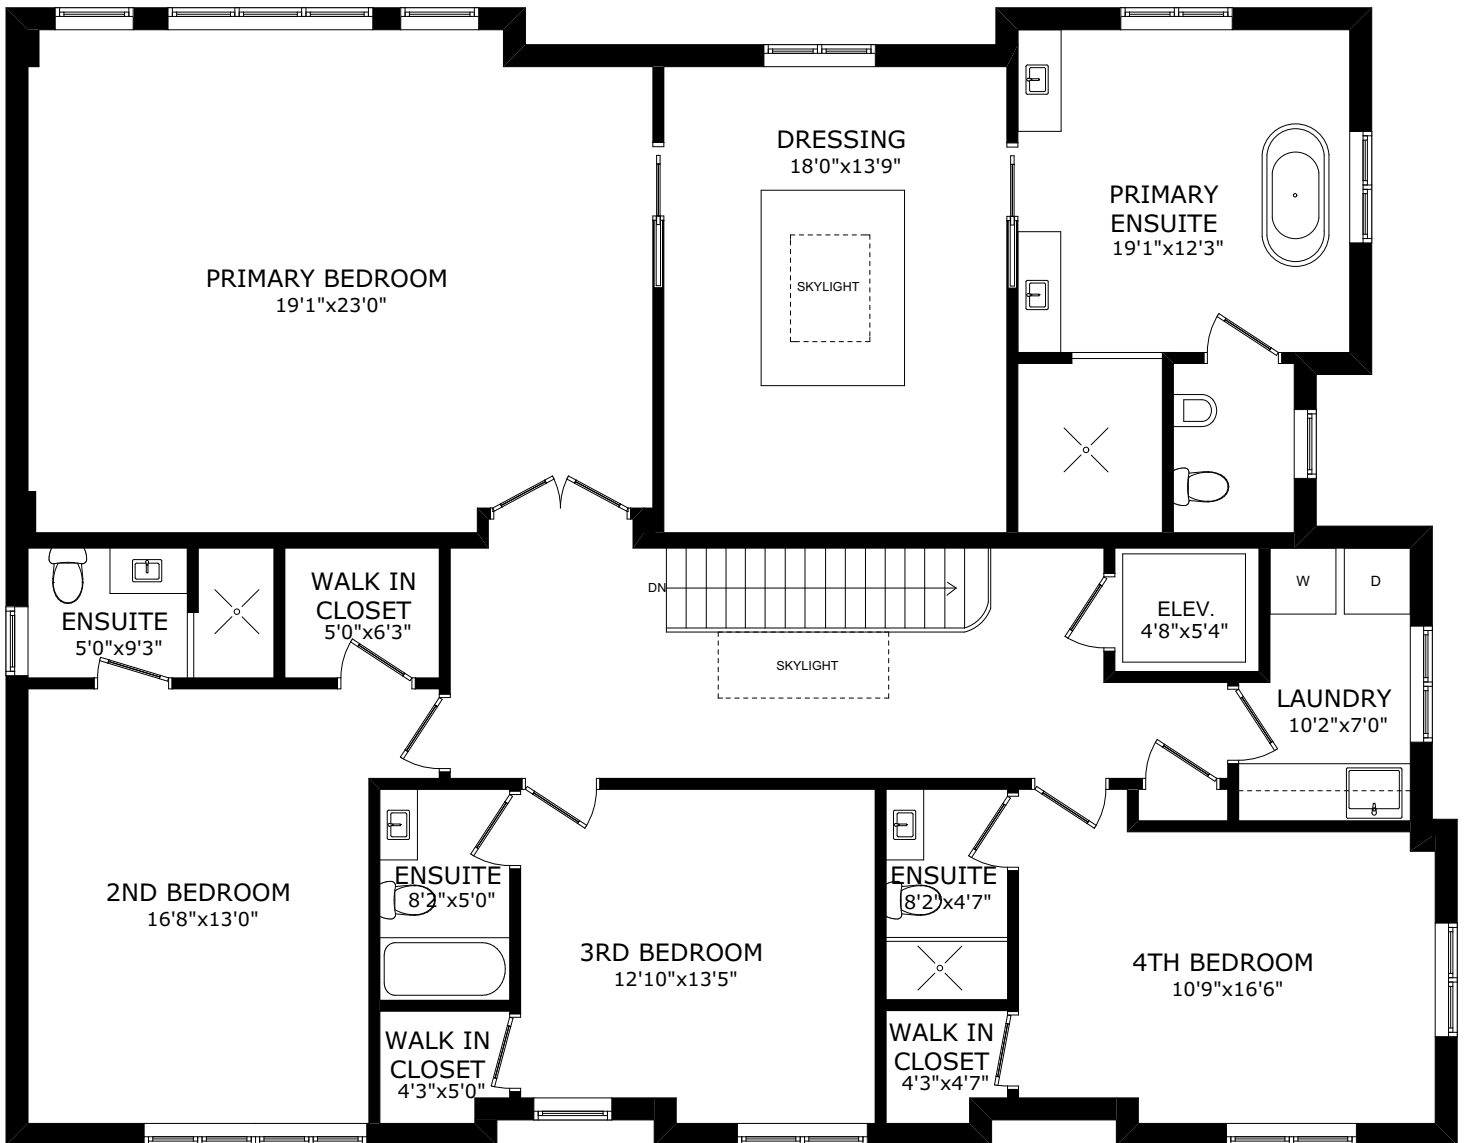 DRESSING
18'0"x13'9"
SKYLIGHT
PRIMARY
ENSUITE
19'1"x12'3"
PRIMARY BEDROOM
19'1"x23'0"
ENSUITE
5'0"x9'3"
WALK IN
CLOSET
5'0"x6'3"
DN
SKYLIGHT
ELEV.
4'8"x5'4"
W
D
LAUNDRY
10'2"x7'0"
2ND BEDROOM
16'8"x13'0"
ENSUITE
8'2"x5'0"
3RD BEDROOM
12'10"x13'5"
WALK IN
CLOSET
4'3"x5'0"
ENSUITE
8'2"x4'7"
WALK IN
CLOSET
4'3"x4'7"
4TH BEDROOM
10'9"x16'6"